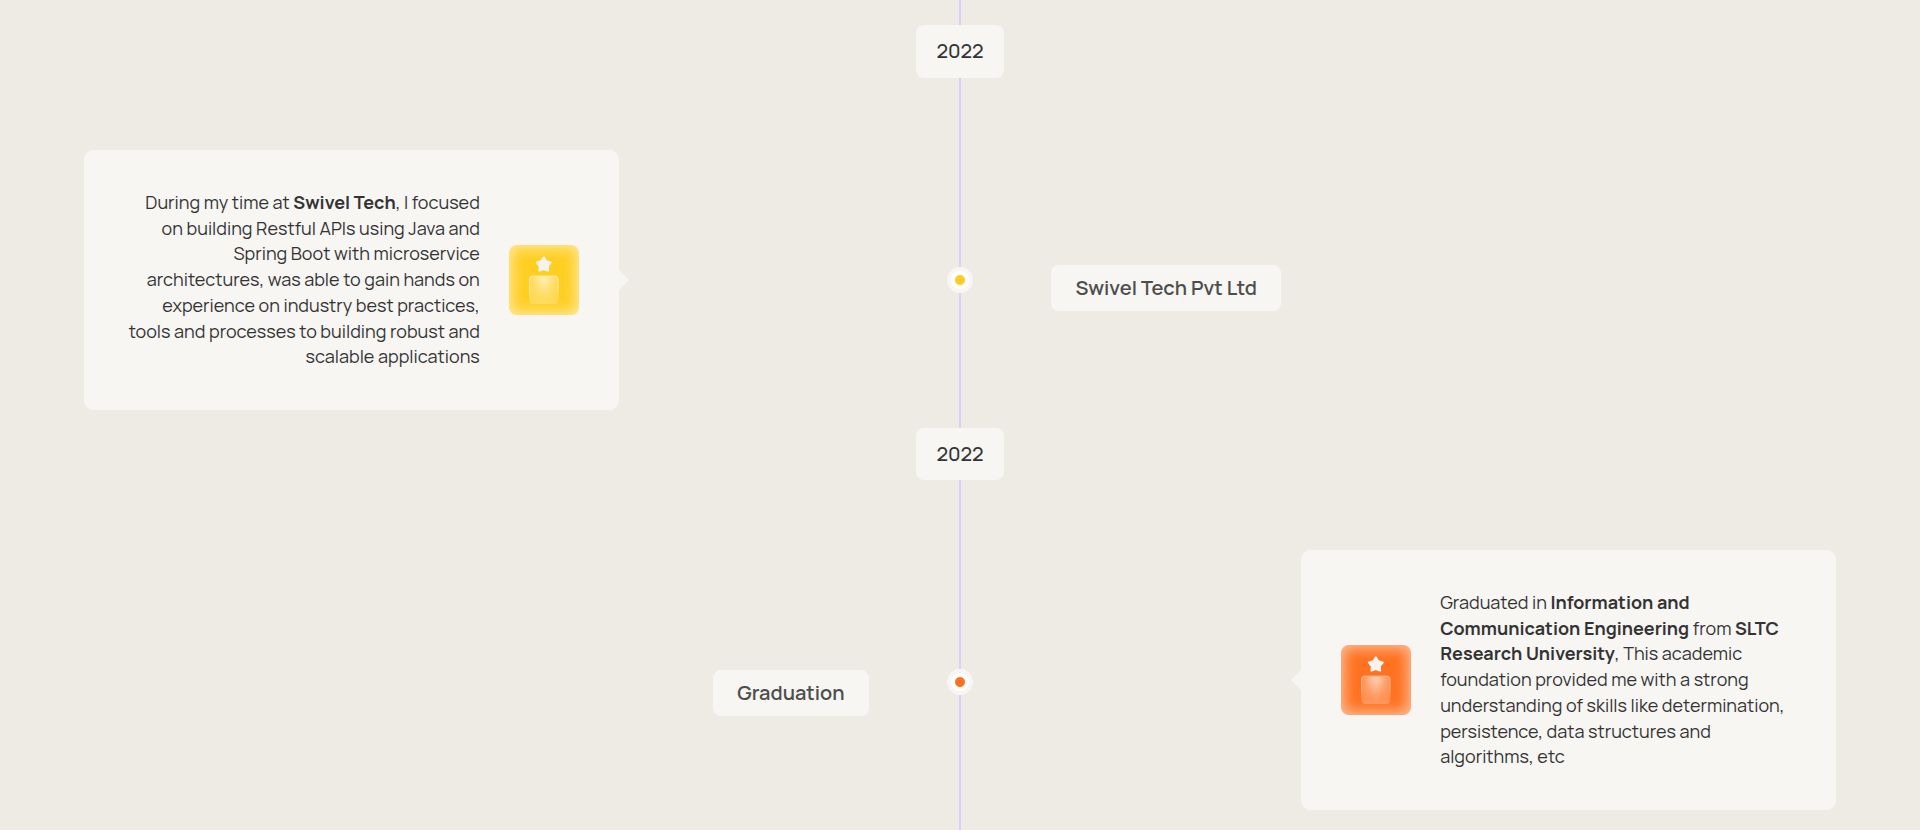 2022
During my time at Swivel Tech, I focused
on building Restful APIs using Java and
Spring Boot with microservice
architectures, was able to gain hands on
experience on industry best practices,
tools and processes to building robust and
scalable applications
Swivel Tech Pvt Ltd
2022
Graduation
Graduated in Information and
Communication Engineering from SLTC
Research University, This academic
foundation provided me with a strong
understanding of skills like determination,
persistence, data structures and
algorithms, etc